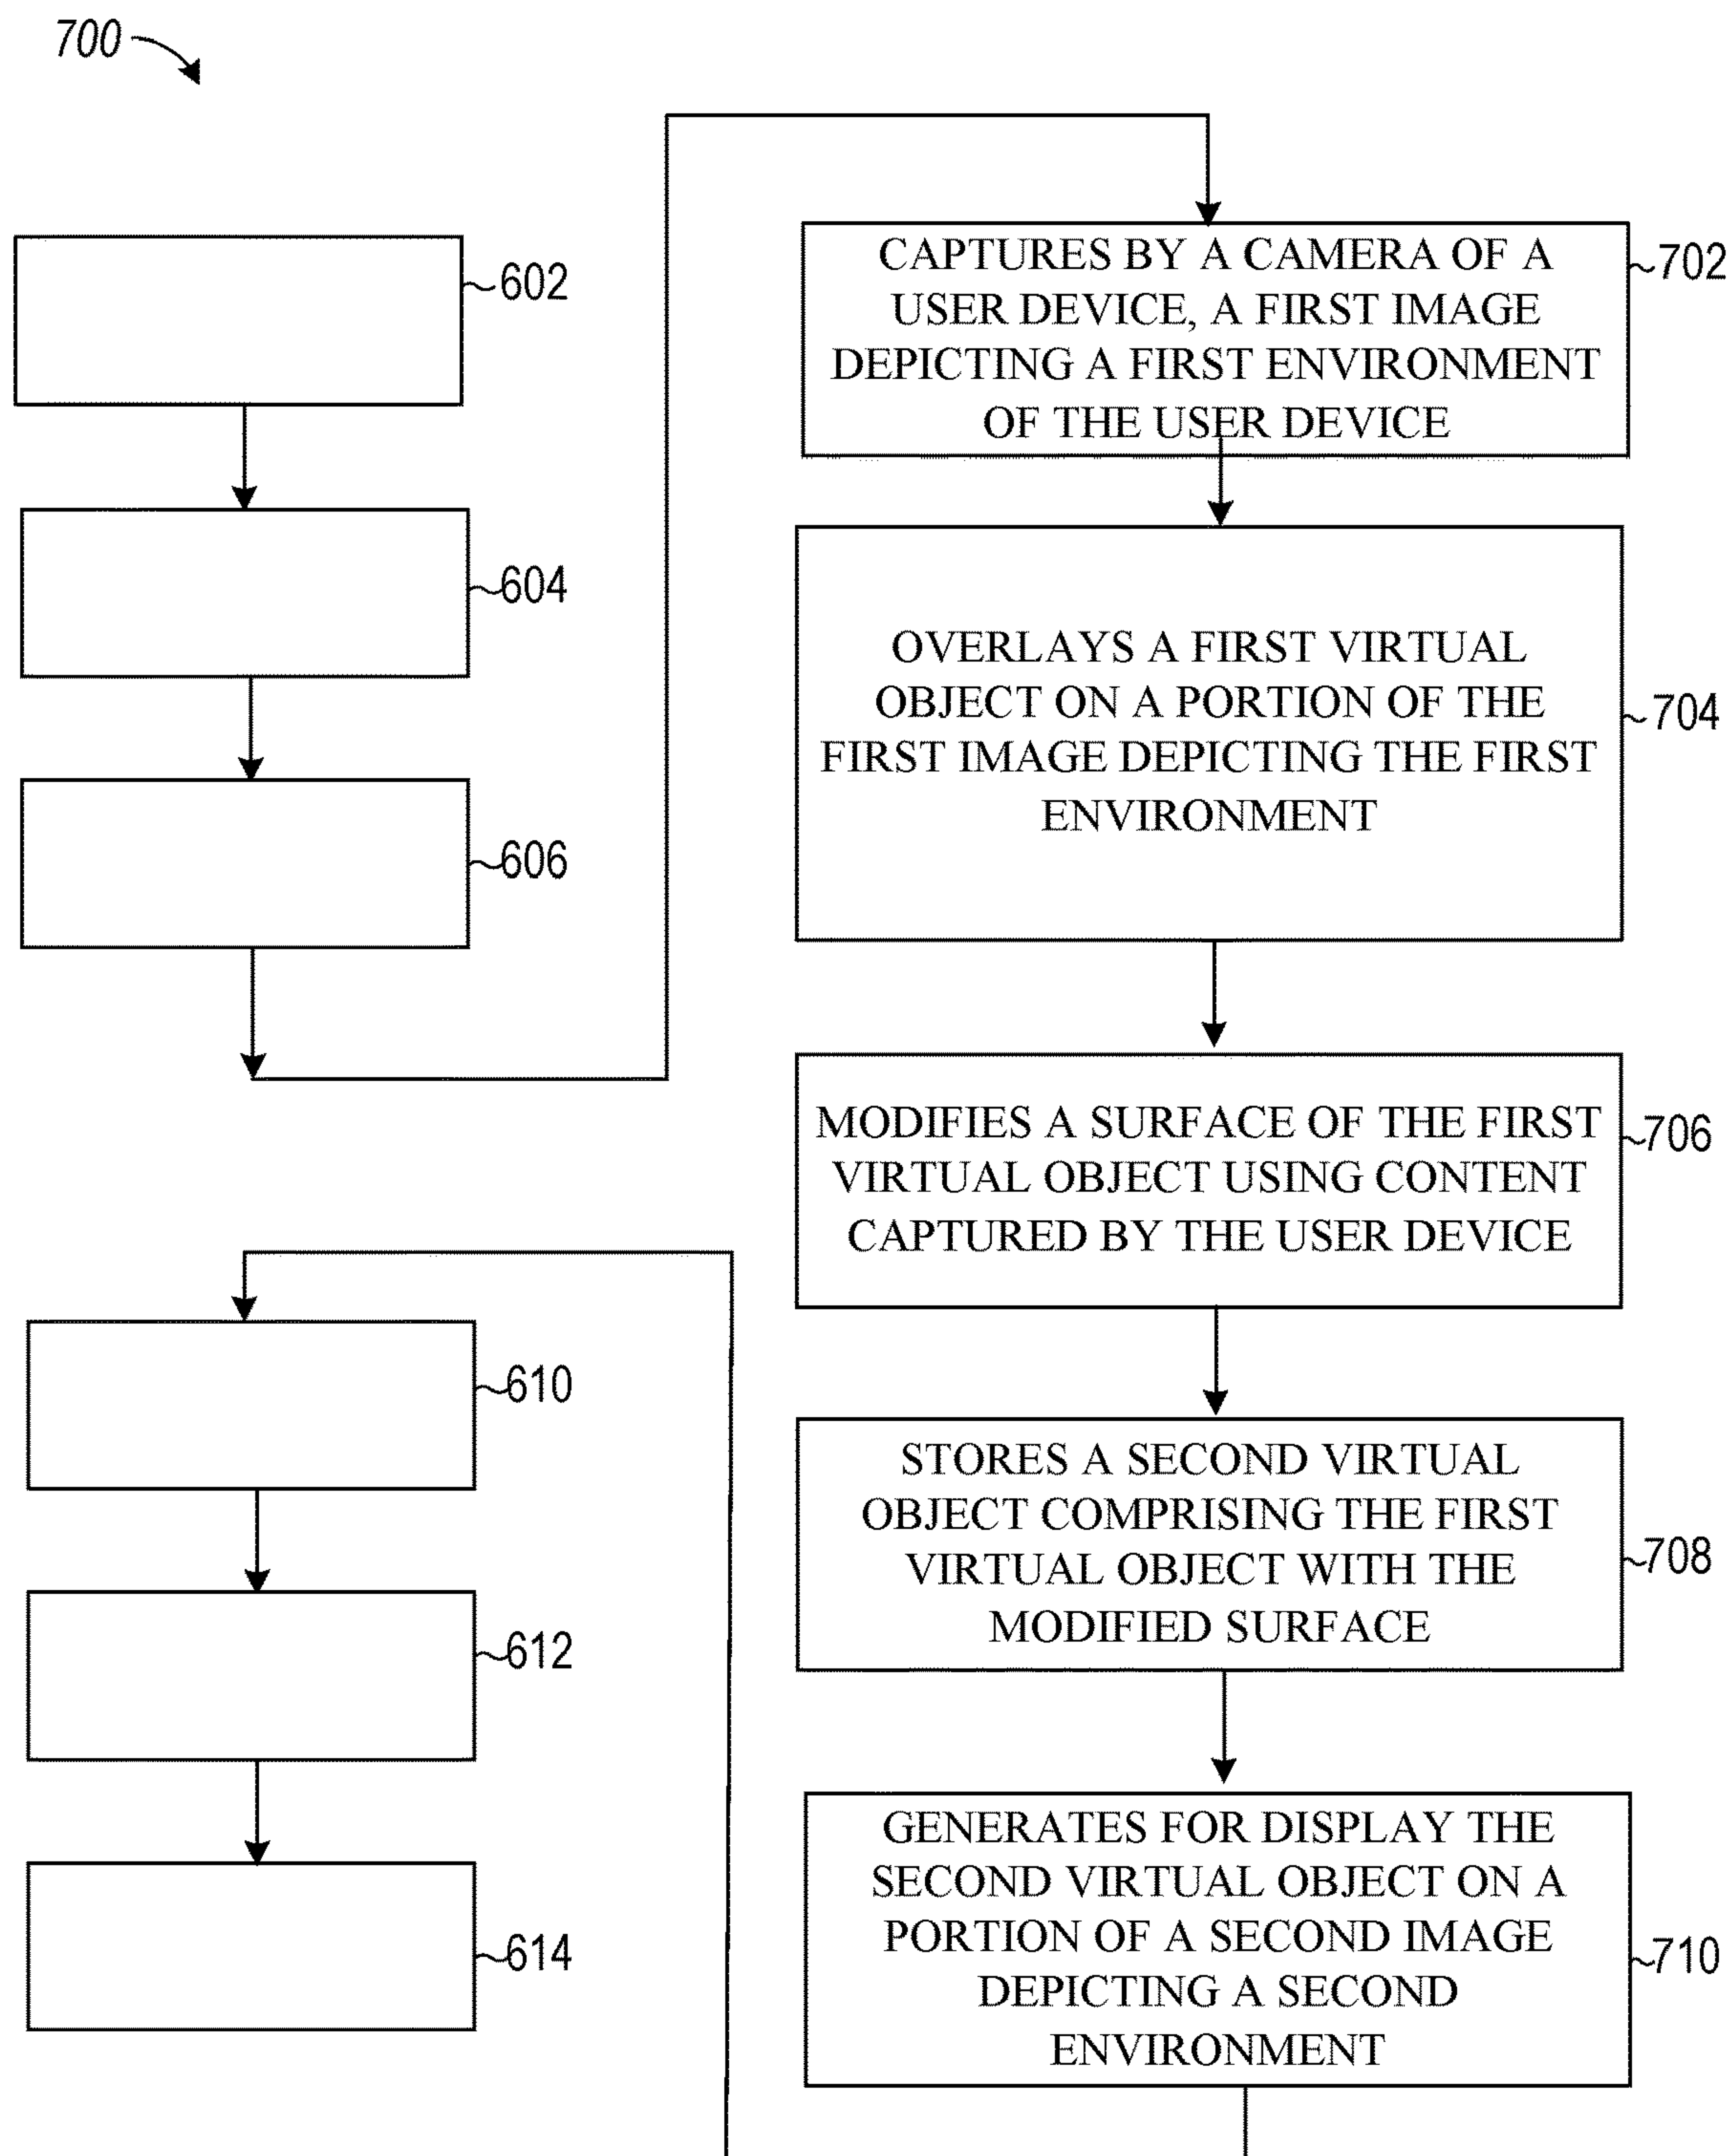 700
602
604
606
CAPTURES BY A CAMERA OF A
USER DEVICE, A FIRST IMAGE
DEPICTING A FIRST ENVIRONMENT
OF THE USER DEVICE
702
OVERLAYS A FIRST VIRTUAL
OBJECT ON A PORTION OF THE
FIRST IMAGE DEPICTING THE FIRST
ENVIRONMENT
704
MODIFIES A SURFACE OF THE FIRST
VIRTUAL OBJECT USING CONTENT
CAPTURED BY THE USER DEVICE
706
STORES A SECOND VIRTUAL
OBJECT COMPRISING THE FIRST
VIRTUAL OBJECT WITH THE
MODIFIED SURFACE
708
GENERATES FOR DISPLAY THE
SECOND VIRTUAL OBJECT ON A
PORTION OF A SECOND IMAGE
DEPICTING A SECOND
ENVIRONMENT
710
610
612
614